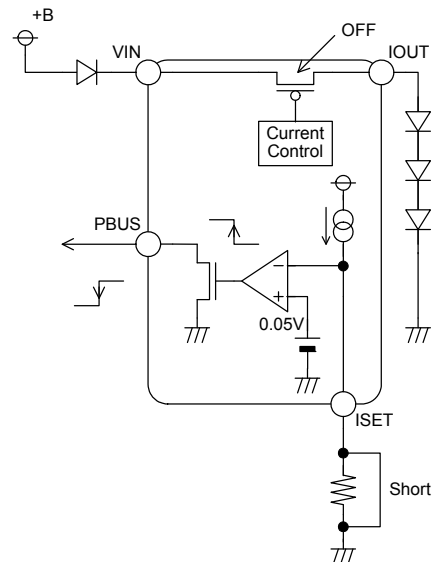 +B
VIN
OFF
IOUT
Current
Control
PBUS
−
+
0.05V
ISET
Short